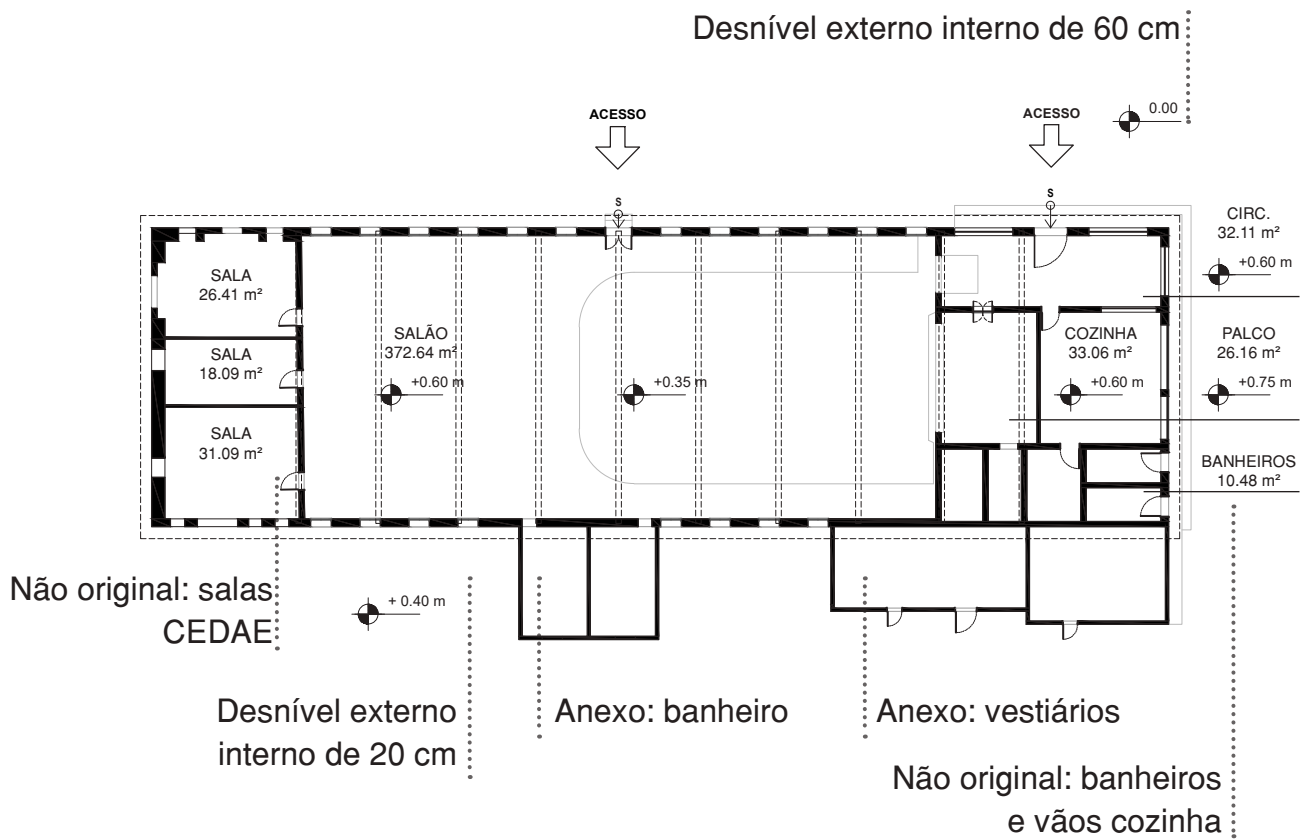 Desnível externo interno de 60 cm
0.00
ACESSO
ACESSO
S
S
CIRC.
32.11 m²
+0.60 m
SALA
26.41 m²
SALA
18.09 m²
SALA
31.09 m²
SALÃO
372.64 m²
+0.60 m
+0.35 m
COZINHA
33.06 m²
+0.60 m
PALCO
26.16 m²
+0.75 m
BANHEIROS
10.48 m²
Não original: salas
CEDAE
+ 0.40 m
Desnível externo
interno de 20 cm
Anexo: banheiro
Anexo: vestiários
Não original: banheiros
e vãos cozinha